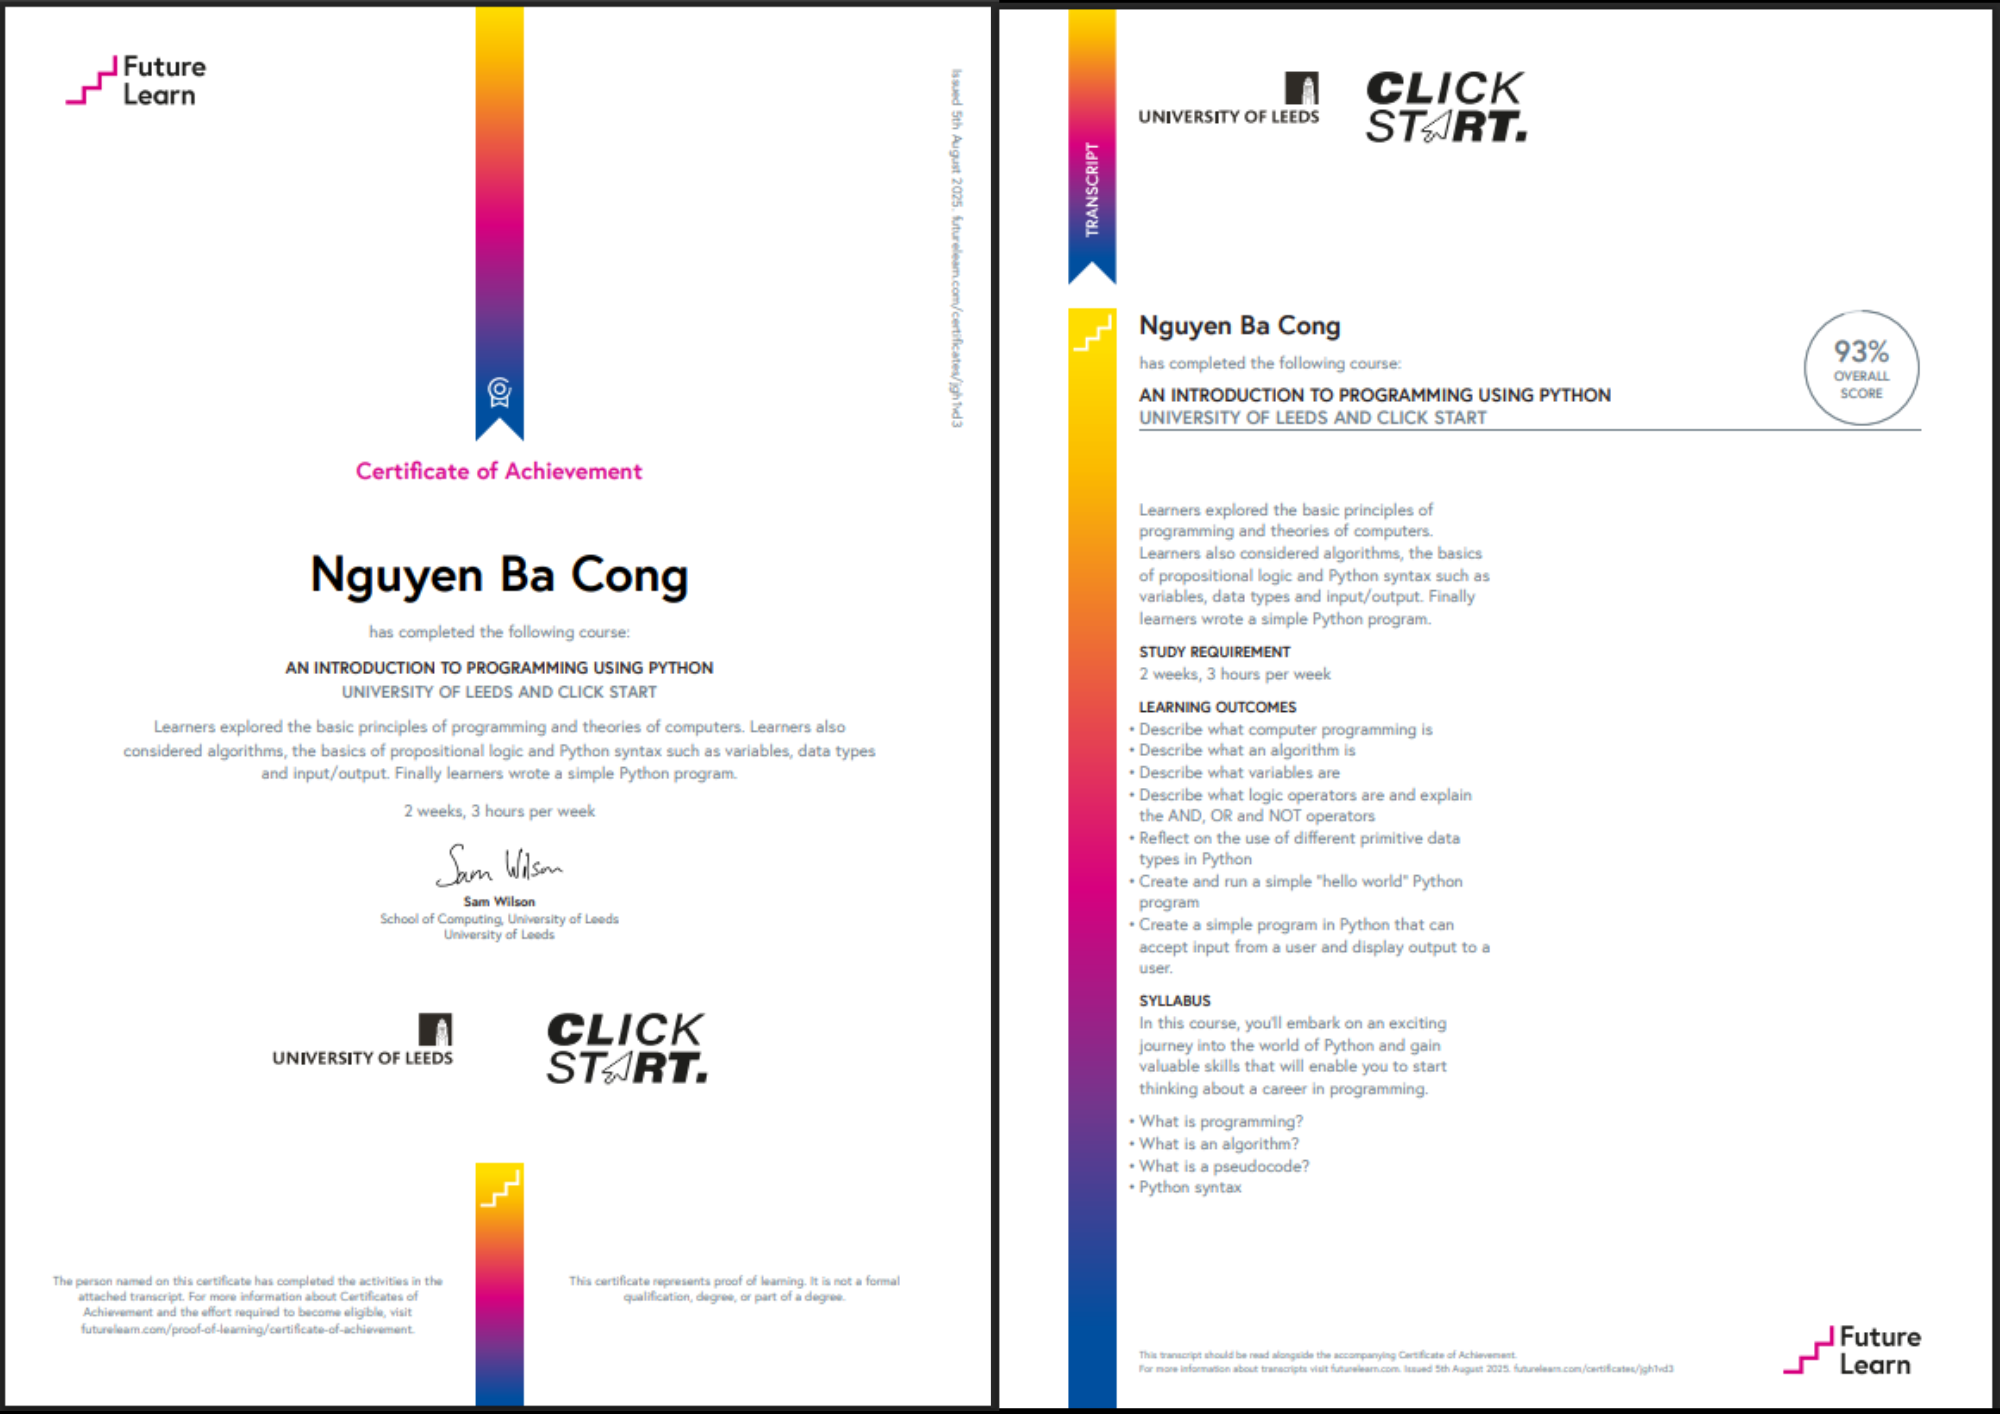 Future
Learn
Issued 5th August 2025. futurelearn.com/certificates/jgh1vd3
Certificate of Achievement
Nguyen Ba Cong
has completed the following course:
AN INTRODUCTION TO PROGRAMMING USING PYTHON
UNIVERSITY OF LEEDS AND CLICK START
Learners explored the basic principles of programming and theories of computers. Learners also
considered algorithms, the basics of propositional logic and Python syntax such as variables, data types
and input/output. Finally learners wrote a simple Python program.
2 weeks, 3 hours per week
Sam Wilson
Sam Wilson
School of Computing, University of Leeds
University of Leeds
UNIVERSITY OF LEEDS
CLICK
START.
The person named on this certificate has completed the activities in the
attached transcript. For more information about Certificates of
Achievement and the effort required to become eligible, visit
futurelearn.com/proof-of-learning/certificate-of-achievement.
This certificate represents proof of learning. It is not a formal
qualification, degree, or part of a degree.
TRANSCRIPT
UNIVERSITY OF LEEDS
CLICK
START.
Nguyen Ba Cong
has completed the following course:
AN INTRODUCTION TO PROGRAMMING USING PYTHON
UNIVERSITY OF LEEDS AND CLICK START
93%
OVERALL
SCORE
Learners explored the basic principles of
programming and theories of computers.
Learners also considered algorithms, the basics
of propositional logic and Python syntax such as
variables, data types and input/output. Finally
learners wrote a simple Python program.
STUDY REQUIREMENT
2 weeks, 3 hours per week
LEARNING OUTCOMES
• Describe what computer programming is
• Describe what an algorithm is
• Describe what variables are
• Describe what logic operators are and explain
the AND, OR and NOT operators
• Reflect on the use of different primitive data
types in Python
• Create and run a simple "hello world" Python
program
• Create a simple program in Python that can
accept input from a user and display output to a
user.
SYLLABUS
In this course, you'll embark on an exciting
journey into the world of Python and gain
valuable skills that will enable you to start
thinking about a career in programming.
• What is programming?
• What is an algorithm?
• What is a pseudocode?
• Python syntax
This transcript should be read alongside the accompanying Certificate of Achievement.
For more information about transcripts visit futurelearn.com. Issued 5th August 2025. futurelearn.com/certificates/jgh1vd3
Future
Learn